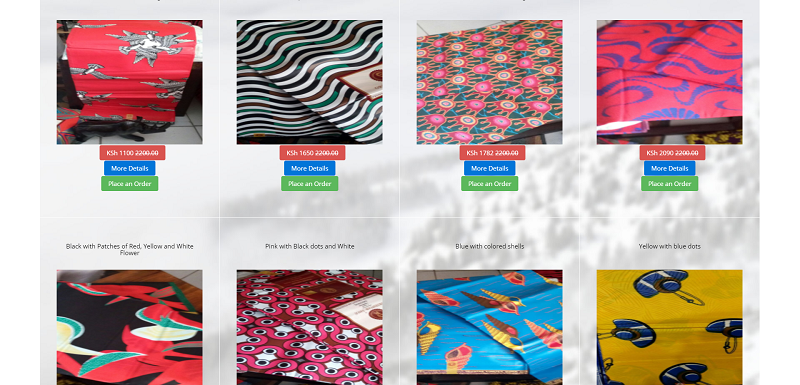 KSh 1100 2200.00
KSh 1650 2200.00
KSh 1782 2200.00
KSh 2090 2200.00
More Details
More Details
More Details
More Details
Place an Order
Place an Order
Place an Order
Place an Order
Black with Patches of Red, Yellow and White
Flower
Pink with Black dots and White
Blue with colored shells
Yellow with blue dots